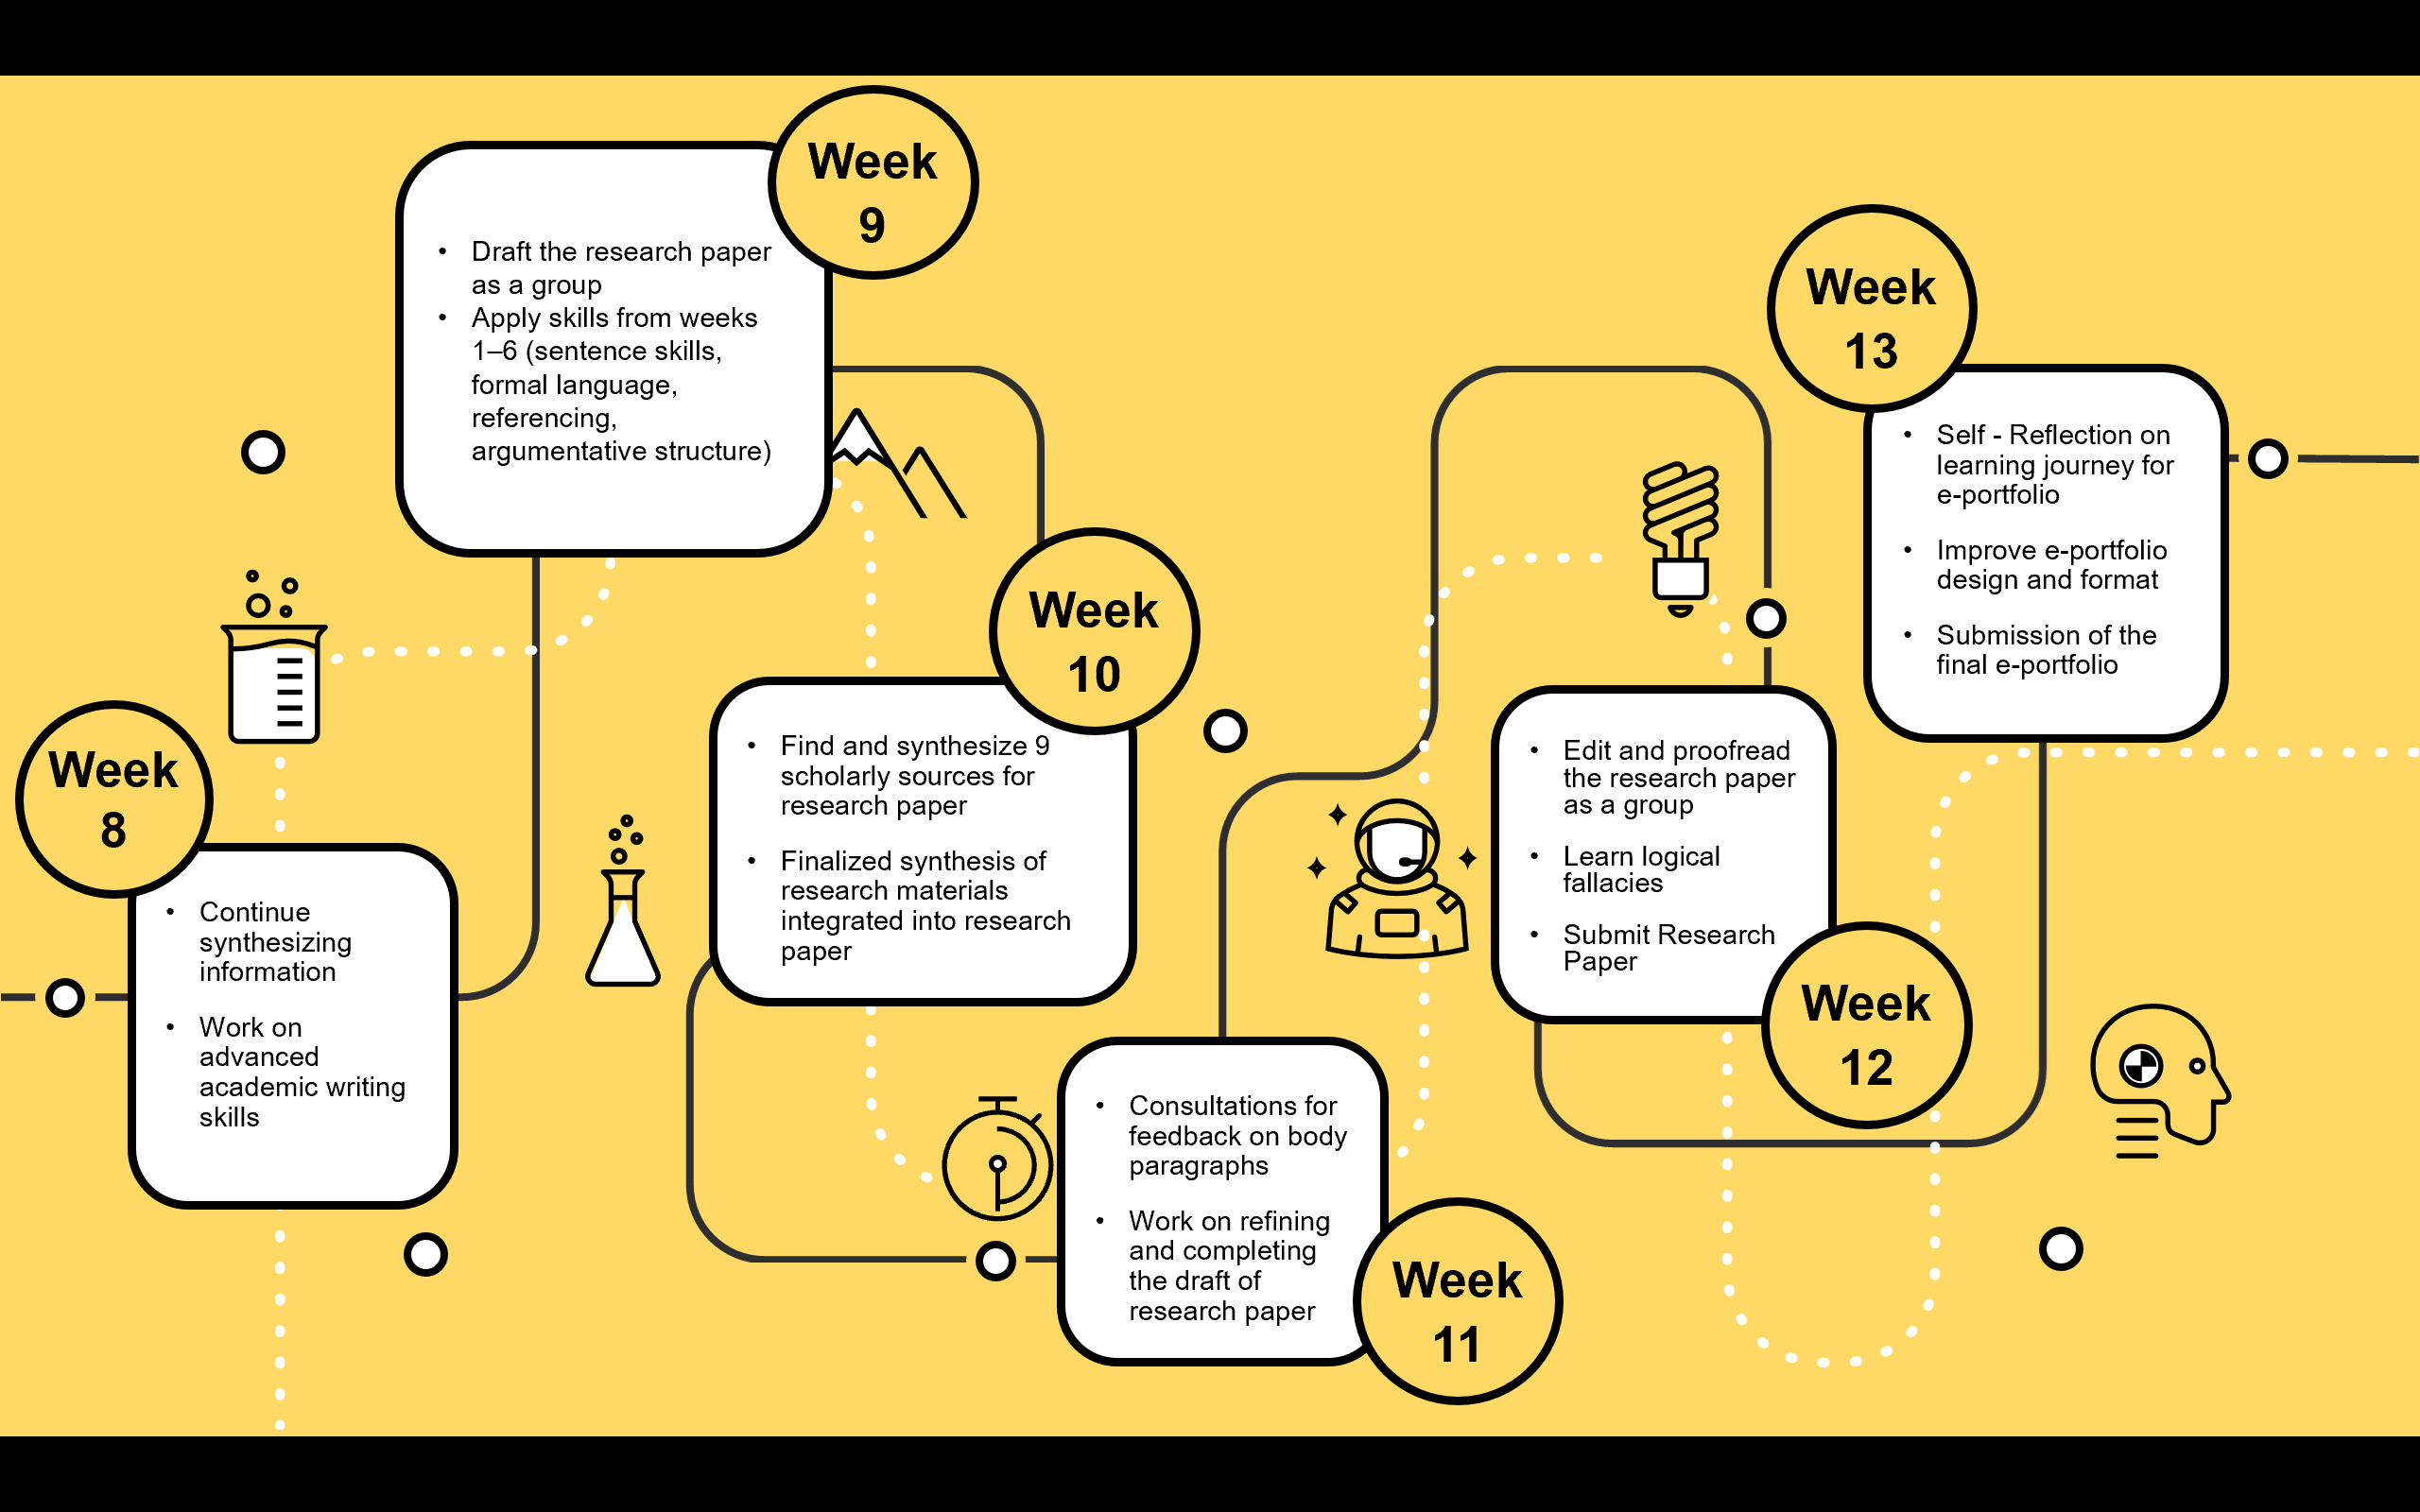 Week
8
• Continue
synthesizing
information
• Work on
advanced
academic writing
skills
Week
9
• Draft the research paper
as a group
• Apply skills from weeks
1–6 (sentence skills,
formal language,
referencing,
argumentative structure)
Week
10
• Find and synthesize 9
scholarly sources for
research paper
• Finalized synthesis of
research materials
integrated into research
paper
Week
11
• Consultations for
feedback on body
paragraphs
• Work on refining
and completing
the draft of
research paper
Week
12
• Edit and proofread
the research paper
as a group
• Learn logical
fallacies
• Submit Research
Paper
Week
13
• Self - Reflection on
learning journey for
e-portfolio
• Improve e-portfolio
design and format
• Submission of the
final e-portfolio